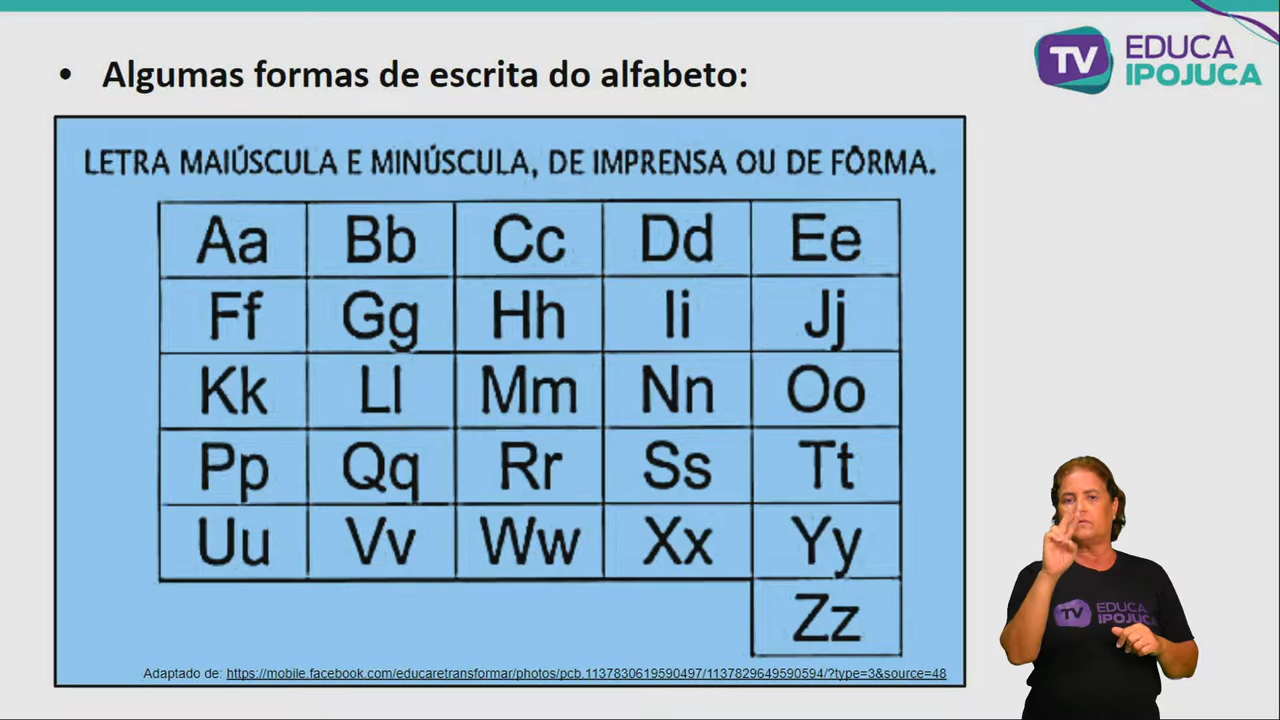 • Algumas formas de escrita do alfabeto:
TV EDUCA
IPOJUCA
LETRA MAIÚSCULA E MINÚSCULA, DE IMPRENSA OU DE FÔRMA.
Aa Bb Cc Dd Ee
Ff Gg Hh Ii Jj
Kk Ll Mm Nn Oo
Pp Qq Rr Ss Tt
Uu Vv Ww Xx Yy
Zz
Adaptado de: https://mobile.facebook.com/educaretransformar/photos/pcb.1137830619590497/1137829649590594/?type=3&source=48
TV EDUCA
IPOJUCA